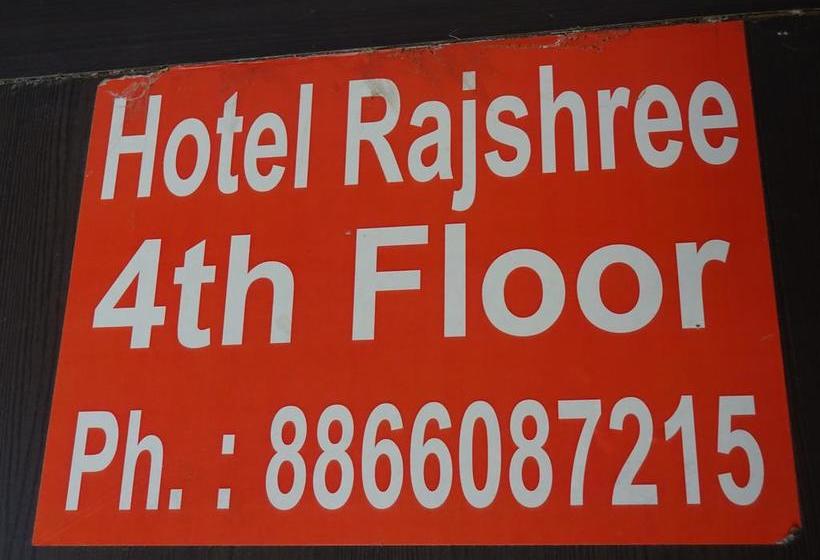 Hotel Rajshree
4th Floor
Ph. : 8866087215